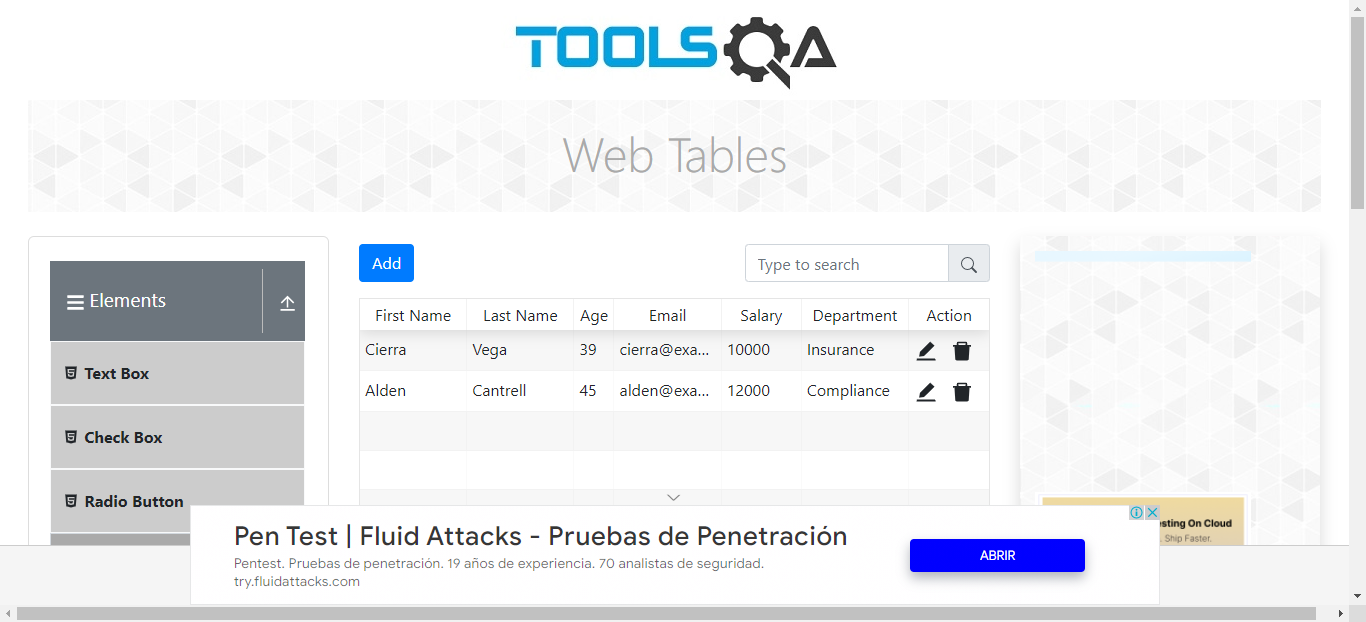 TOOLSQA
Web Tables
Elements
Text Box
Check Box
Radio Button
Add
Type to search
First Name Last Name Age Email Salary Department Action
Cierra Vega 39 cierra@exa... 10000 Insurance
Alden Cantrell 45 alden@exa... 12000 Compliance
sting On Cloud
. Ship Faster.
Pen Test | Fluid Attacks - Pruebas de Penetración
Pentest. Pruebas de penetración. 19 años de experiencia. 70 analistas de seguridad.
try.fluidattacks.com
ABRIR